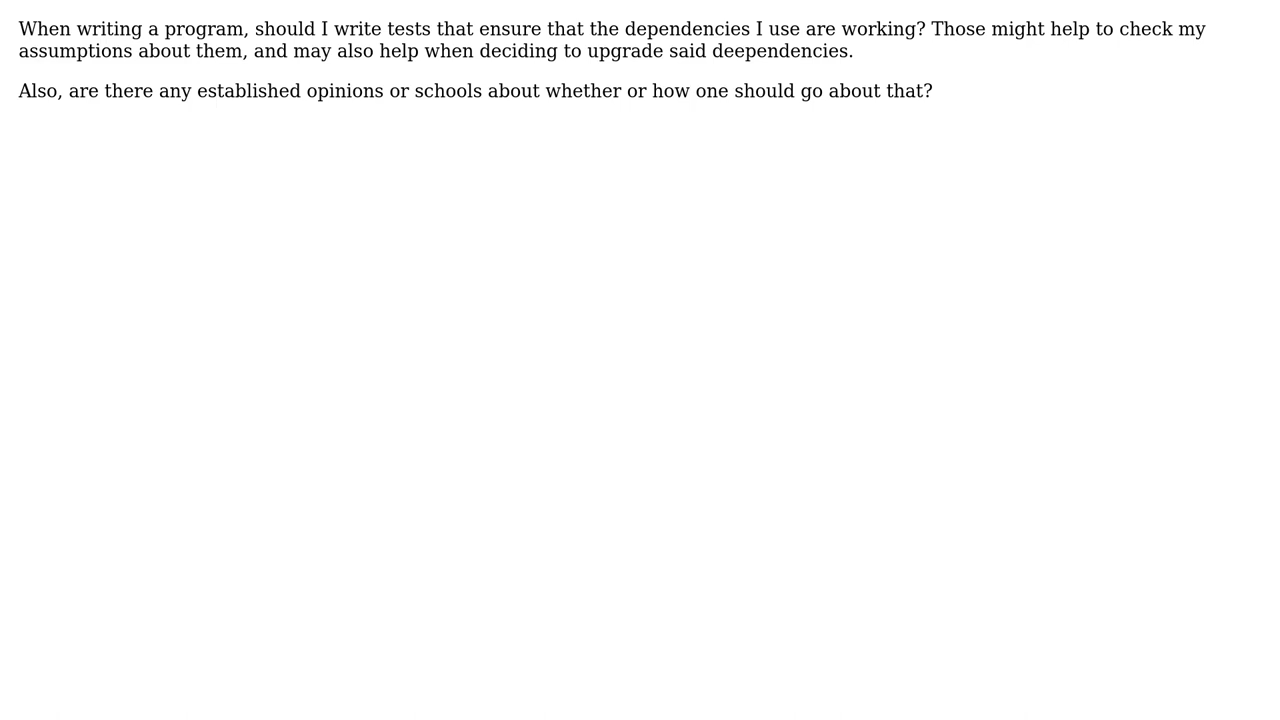 When writing a program, should I write tests that ensure that the dependencies I use are working? Those might help to check my
assumptions about them, and may also help when deciding to upgrade said deependencies.
Also, are there any established opinions or schools about whether or how one should go about that?